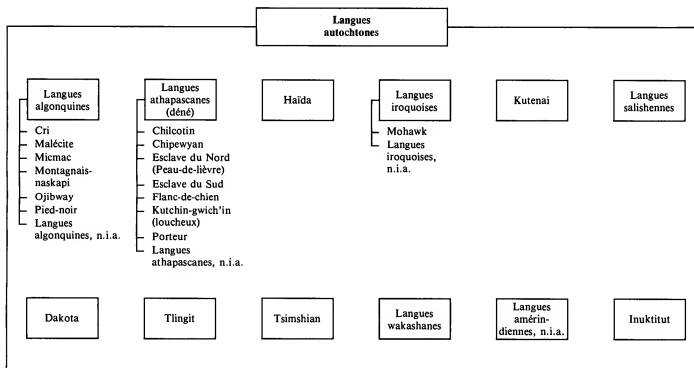 Langues
autochtones
Langues
algonquines
Cri
Malécite
Micmac
Montagnais-
naskapi
Ojibway
Pied-noir
Langues
algonquines, n.i.a.
Langues
athapascanes
(déné)
Chilcotin
Chipewyan
Esclave du Nord
(Peau-de-lièvre)
Esclave du Sud
Flanc-de-chien
Kutchin-gwich'in
(loucheux)
Porteur
Langues
athapascanes, n.i.a.
Haïda
Langues
iroquoises
Mohawk
Langues
iroquoises,
n.i.a.
Kutenai
Langues
salishennes
Dakota
Tlingit
Tsimshian
Langues
wakashanes
Langues
amérin-
diennes, n.i.a.
Inuktitut